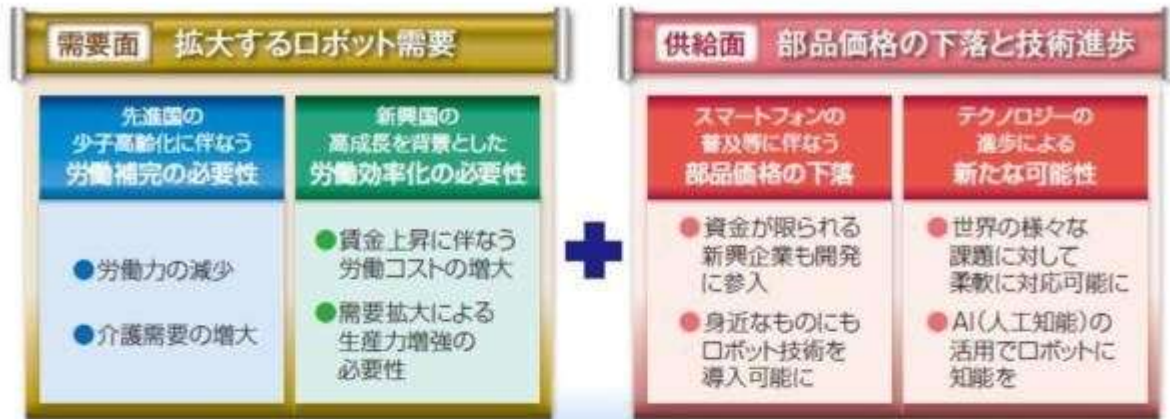 需要面 拡大するロボット需要
先進国の
少子高齢化に伴なう
労働補完の必要性
●労働力の減少
●介護需要の増大
新興国の
高成長を背景とした
労働効率化の必要性
●賃金上昇に伴なう
労働コストの増大
●需要拡大による
生産力増強の
必要性
供給面 部品価格の下落と技術進歩
スマートフォンの
普及等に伴なう
部品価格の下落
●資金が限られる
新興企業も開発
に参入
●身近なものにも
ロボット技術を
導入可能に
テクノロジーの
進歩による
新たな可能性
●世界の様々な
課題に対して
柔軟に対応可能に
●AI(人工知能)の
活用でロボットに
知能を